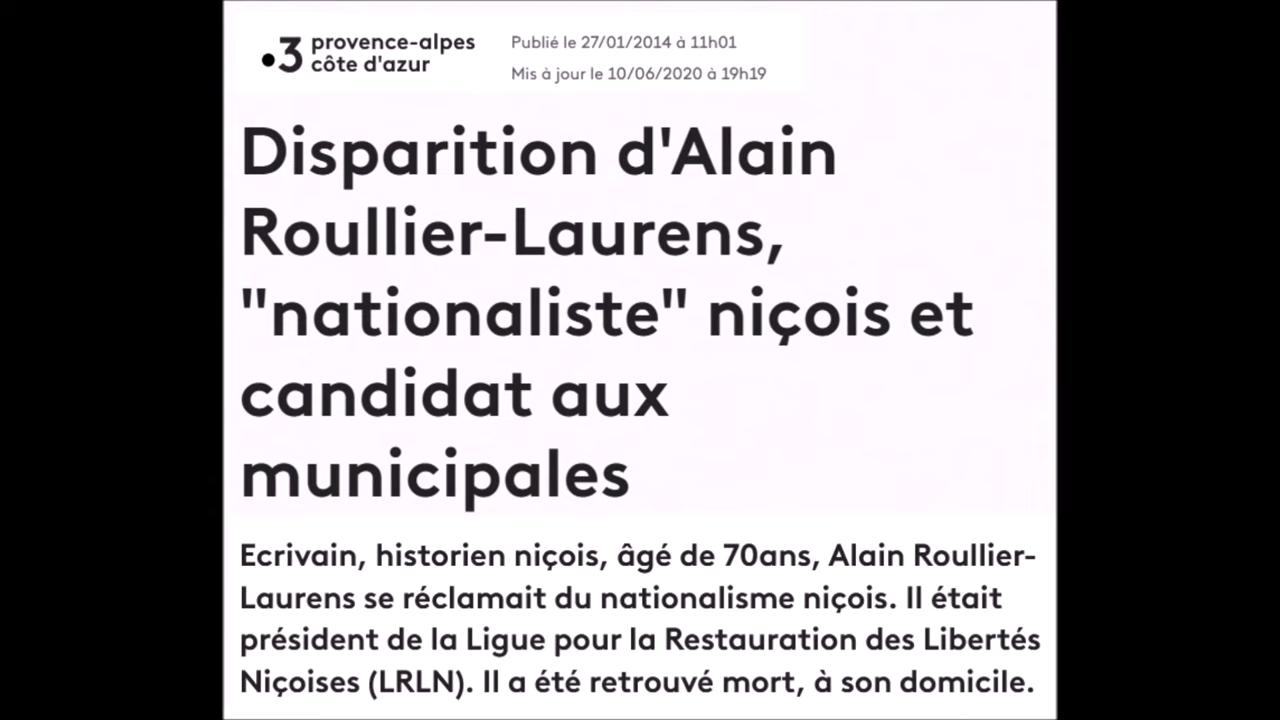 3 provence-alpes
côte d'azur
Publié le 27/01/2014 à 11h01
Mis à jour le 10/06/2020 à 19h19
Disparition d'Alain
Roullier-Laurens,
"nationaliste" niçois et
candidat aux
municipales
Ecrivain, historien niçois, âgé de 70ans, Alain Roullier-
Laurens se réclamait du nationalisme niçois. Il était
président de la Ligue pour la Restauration des Libertés
Niçoises (LRLN). Il a été retrouvé mort, à son domicile.